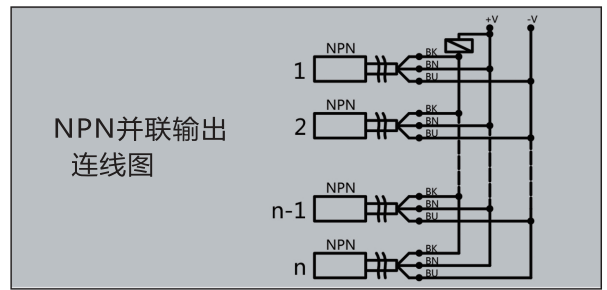 +V -V
NPN
BK
1 BN
BU
NPN
BK
NPN并联输出 2 BN
BU
连线图
NPN
BK
n-1 BN
BU
NPN
BK
n BN
BU